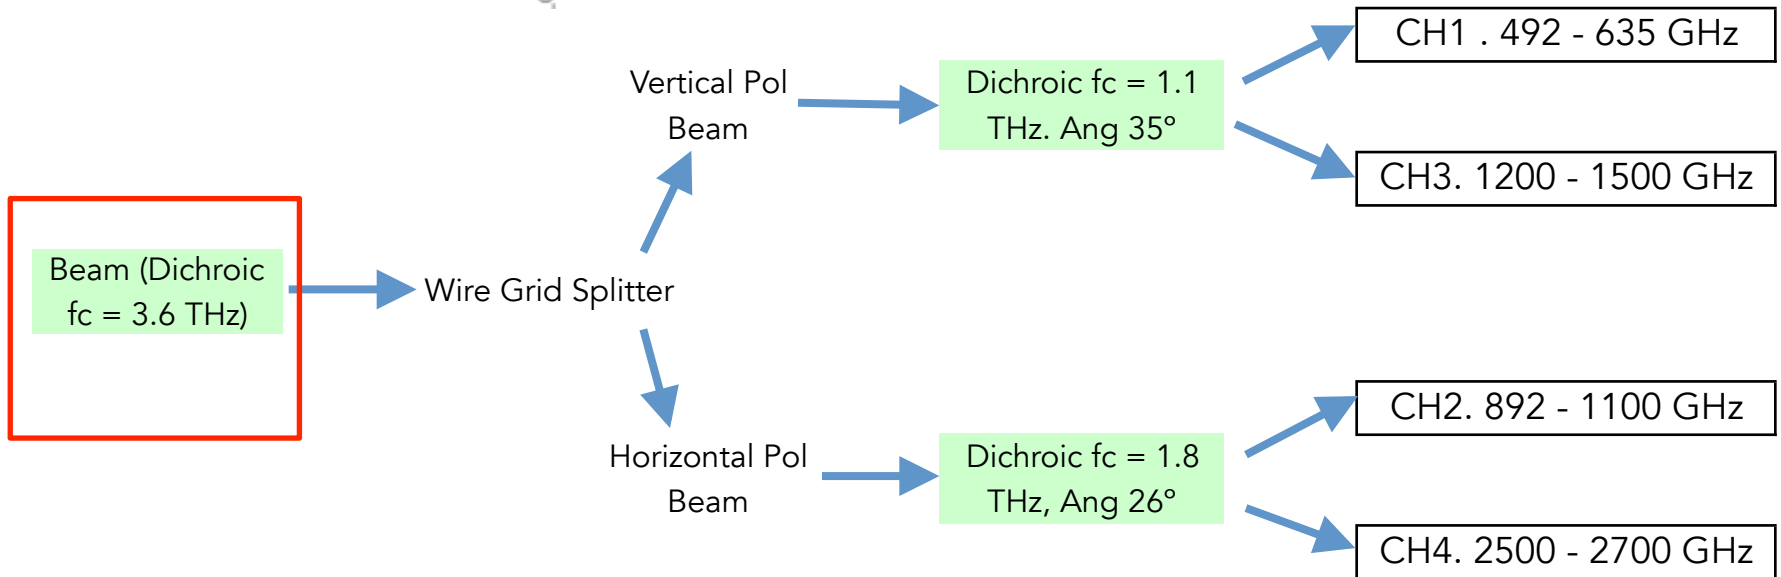 CH1 . 492 - 635 GHz
Vertical Pol
Beam
Dichroic fc = 1.1
THz. Ang 35º
CH3. 1200 - 1500 GHz
Beam (Dichroic
fc = 3.6 THz)
Wire Grid Splitter
CH2. 892 - 1100 GHz
Horizontal Pol
Beam
Dichroic fc = 1.8
THz, Ang 26º
CH4. 2500 - 2700 GHz